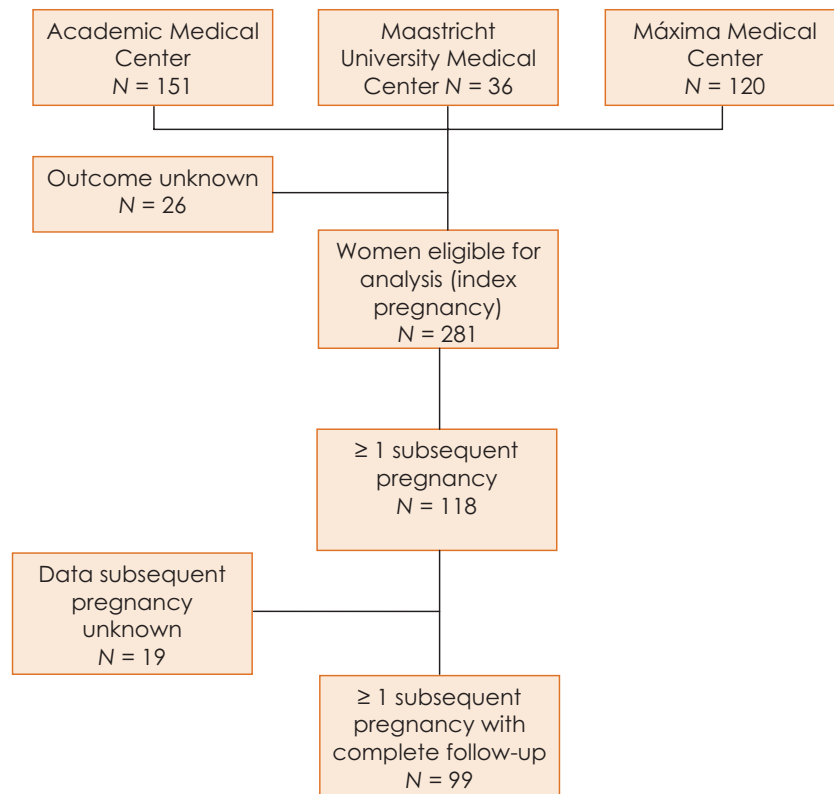 Academic Medical
Center
N = 151
Maastricht
University Medical
Center N = 36
Máxima Medical
Center
N = 120
Outcome unknown
N = 26
Women eligible for
analysis (index
pregnancy)
N = 281
≥ 1 subsequent
pregnancy
N = 118
Data subsequent
pregnancy
unknown
N = 19
≥ 1 subsequent
pregnancy with
complete follow-up
N = 99